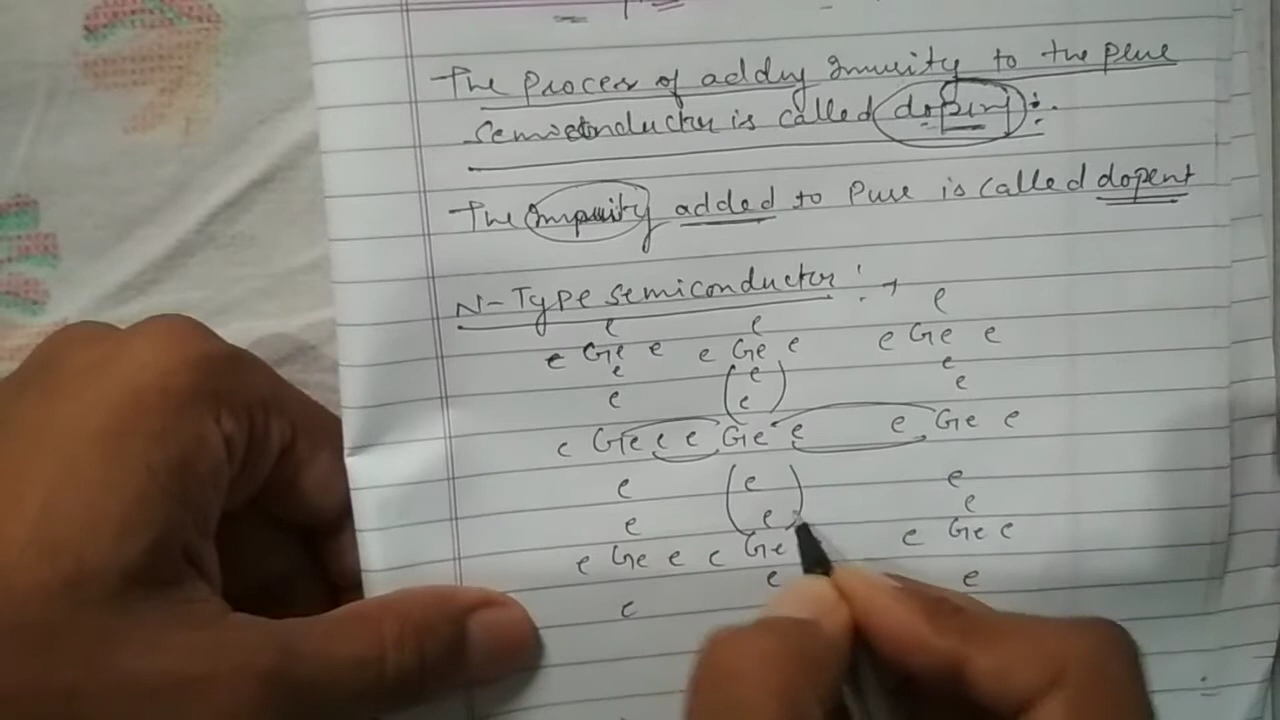 The process of adding impurity to the pure
semiconductor is called doping :.
The impurity added to Pure is called dopent
N-Type semiconductor : →
e e e
e Ge e e Ge e e Ge e
e e e
e e e
e Ge e e Ge e e Ge e
e e e
e e e
e Ge e e Ge e Ge e
e e e